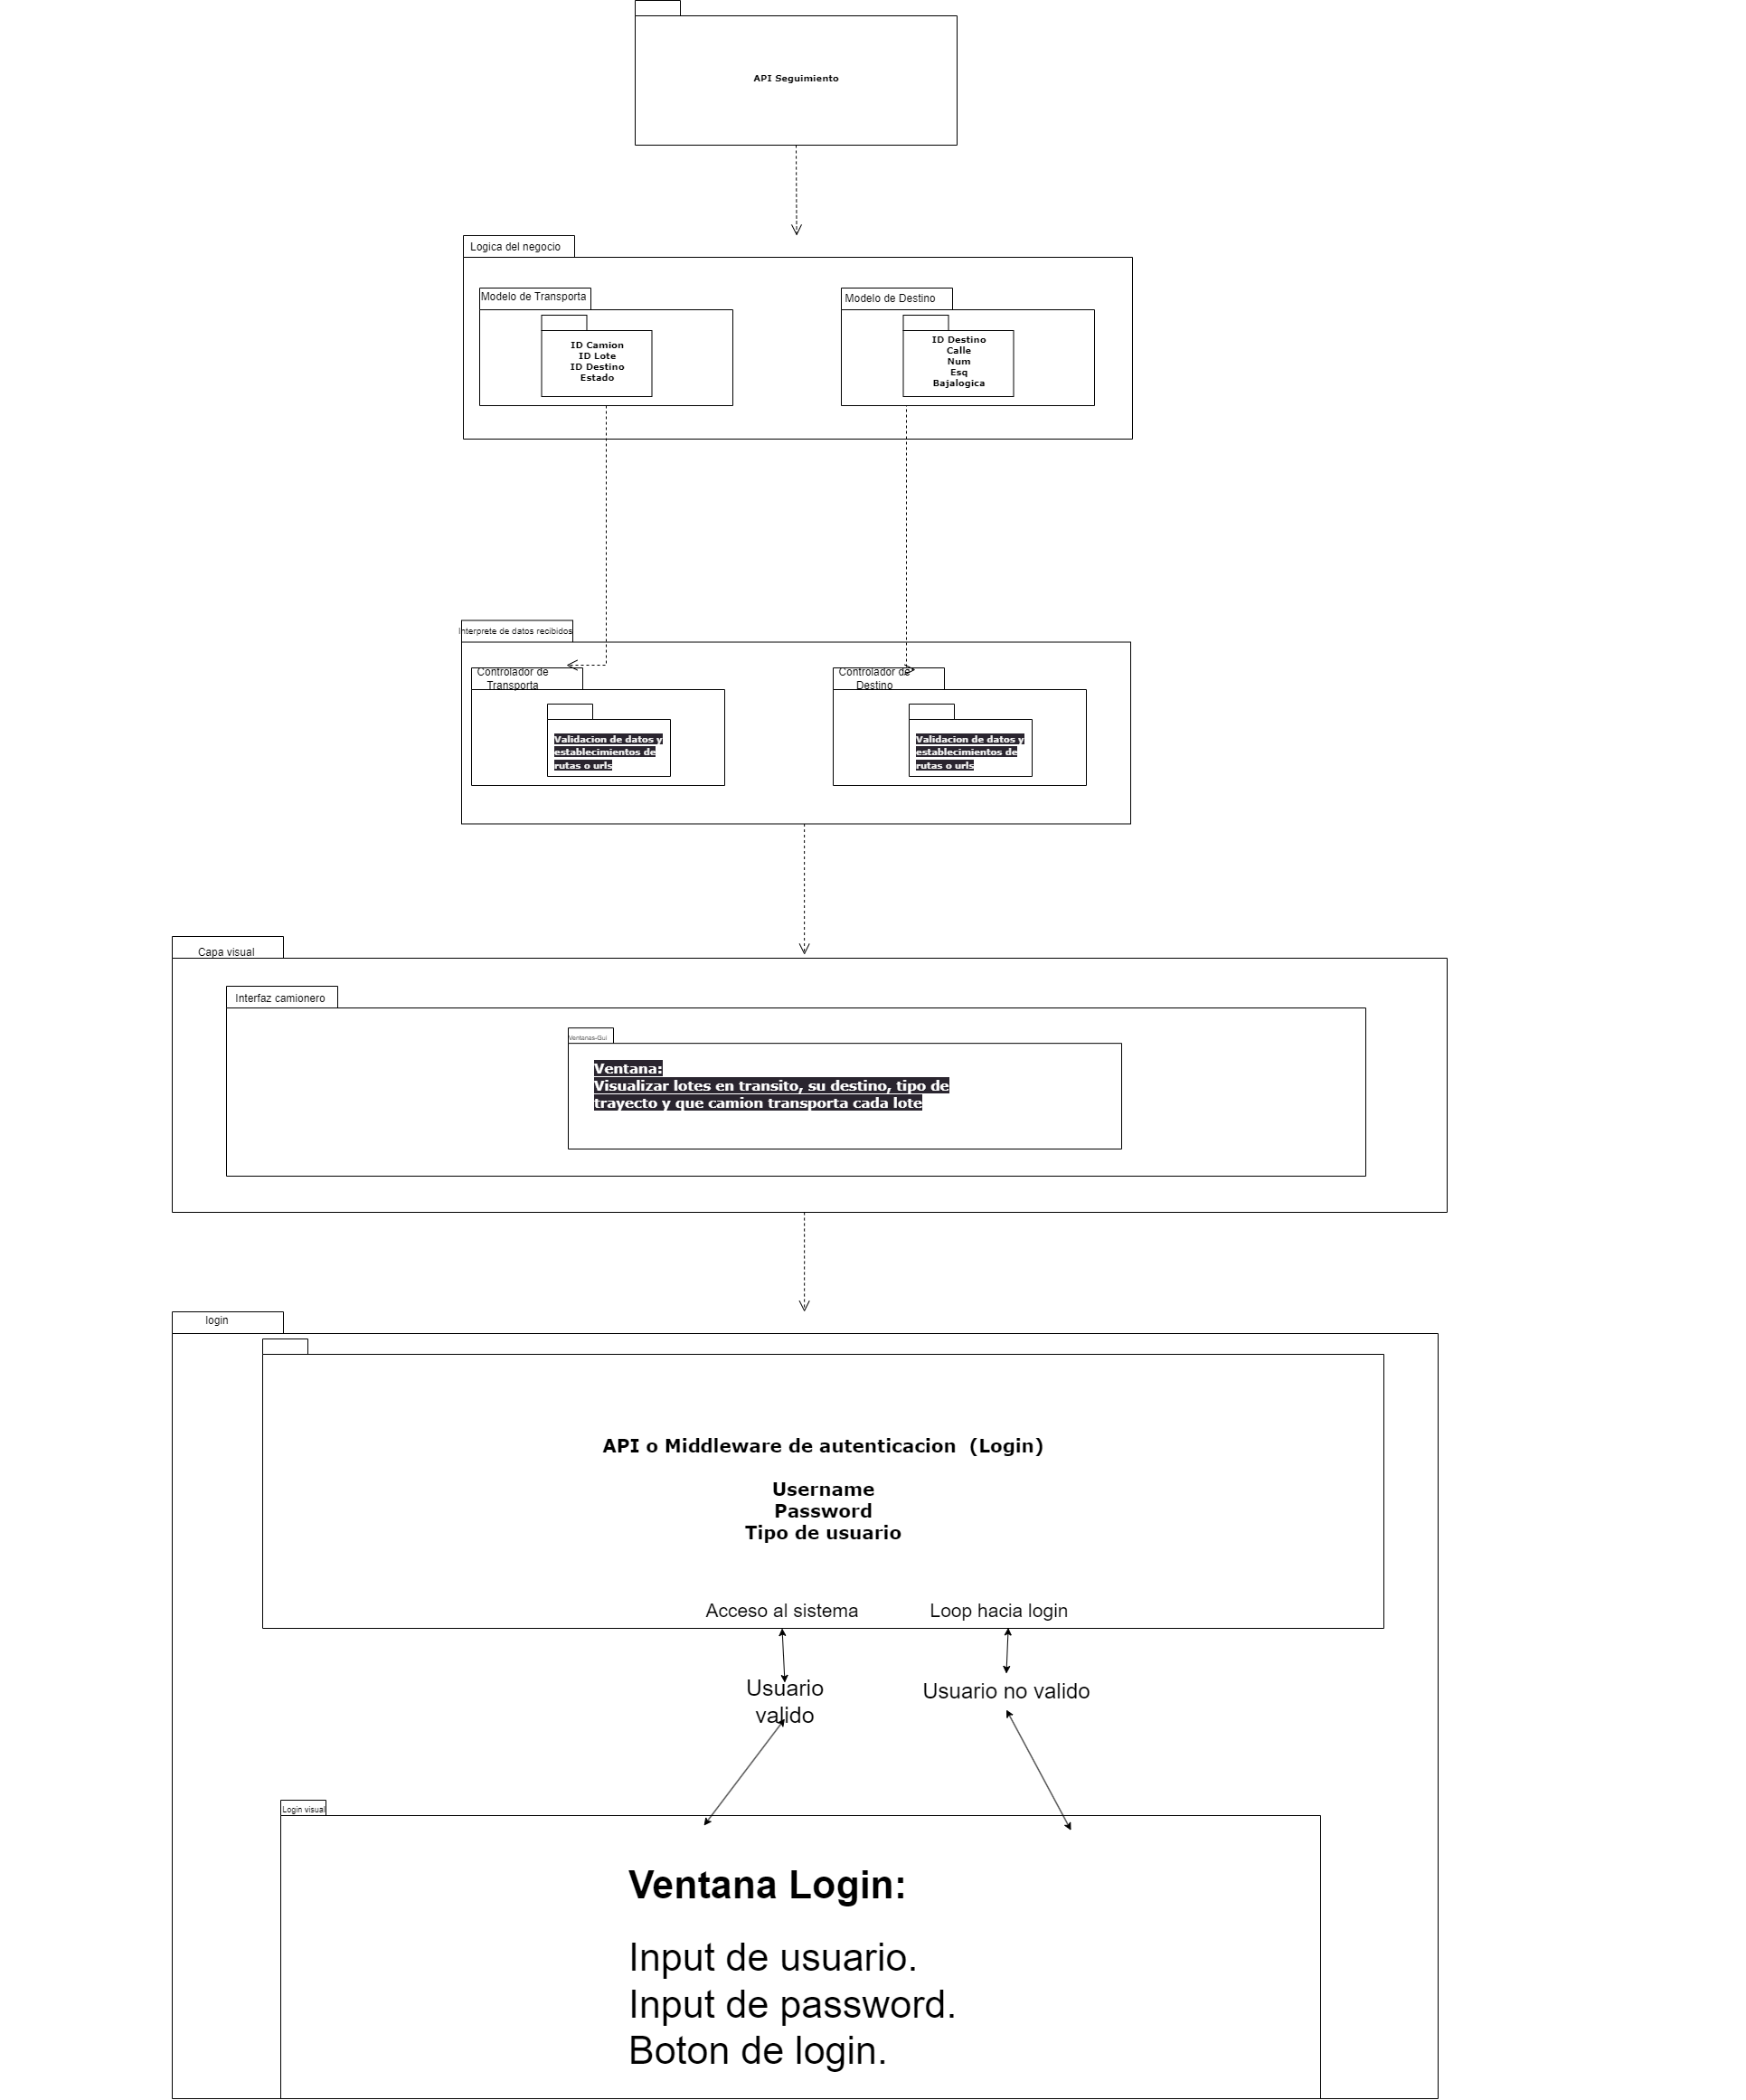 API Seguimiento
Logica del negocio
Modelo de Transporta
Modelo de Destino
ID Camion
ID Lote
ID Destino
Estado
ID Destino
Calle
Num
Esq
Bajalogica
Interprete de datos recibidos
Controlador de
Transporta
Controlador de
Destino
Validacion de datos y
establecimientos de
rutas o urls
Validacion de datos y
establecimientos de
rutas o urls
Capa visual
Interfaz camionero
Ventanas-Gui
Ventana:
Visualizar lotes en transito, su destino, tipo de
trayecto y que camion transporta cada lote
login
API o Middleware de autenticacion (Login)
Username
Password
Tipo de usuario
Acceso al sistema
Loop hacia login
Usuario
valido
Usuario no valido
Login visual
Ventana Login:
Input de usuario.
Input de password.
Boton de login.